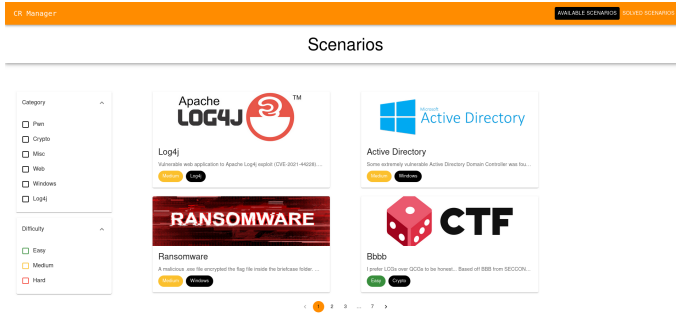 CR Manager
AVAILABLE SCENARIOS SOLVED SCENARIOS
Scenarios
Category
Pwn
Crypto
Misc
Web
Windows
Log4j
Difficulty
Easy
Medium
Hard
Apache
LOG4J
TM
Log4j
Vulnerable web application to Apache Log4j exploit (CVE-2021-44228). ...
Medium Log4j
Microsoft
Active Directory
Active Directory
Some extremely vulnerable Active Directory Domain Controller was fou...
Medium Windows
RANSOMWARE
Ransomware
A malicious .exe file encrypted the flag file inside the briefcase folder. ...
Medium Windows
CTF
Bbbb
I prefer LCGs over QCGs to be honest... Based off BBB from SECCON...
Easy Crypto
‹ 1 2 3 ... 7 ›